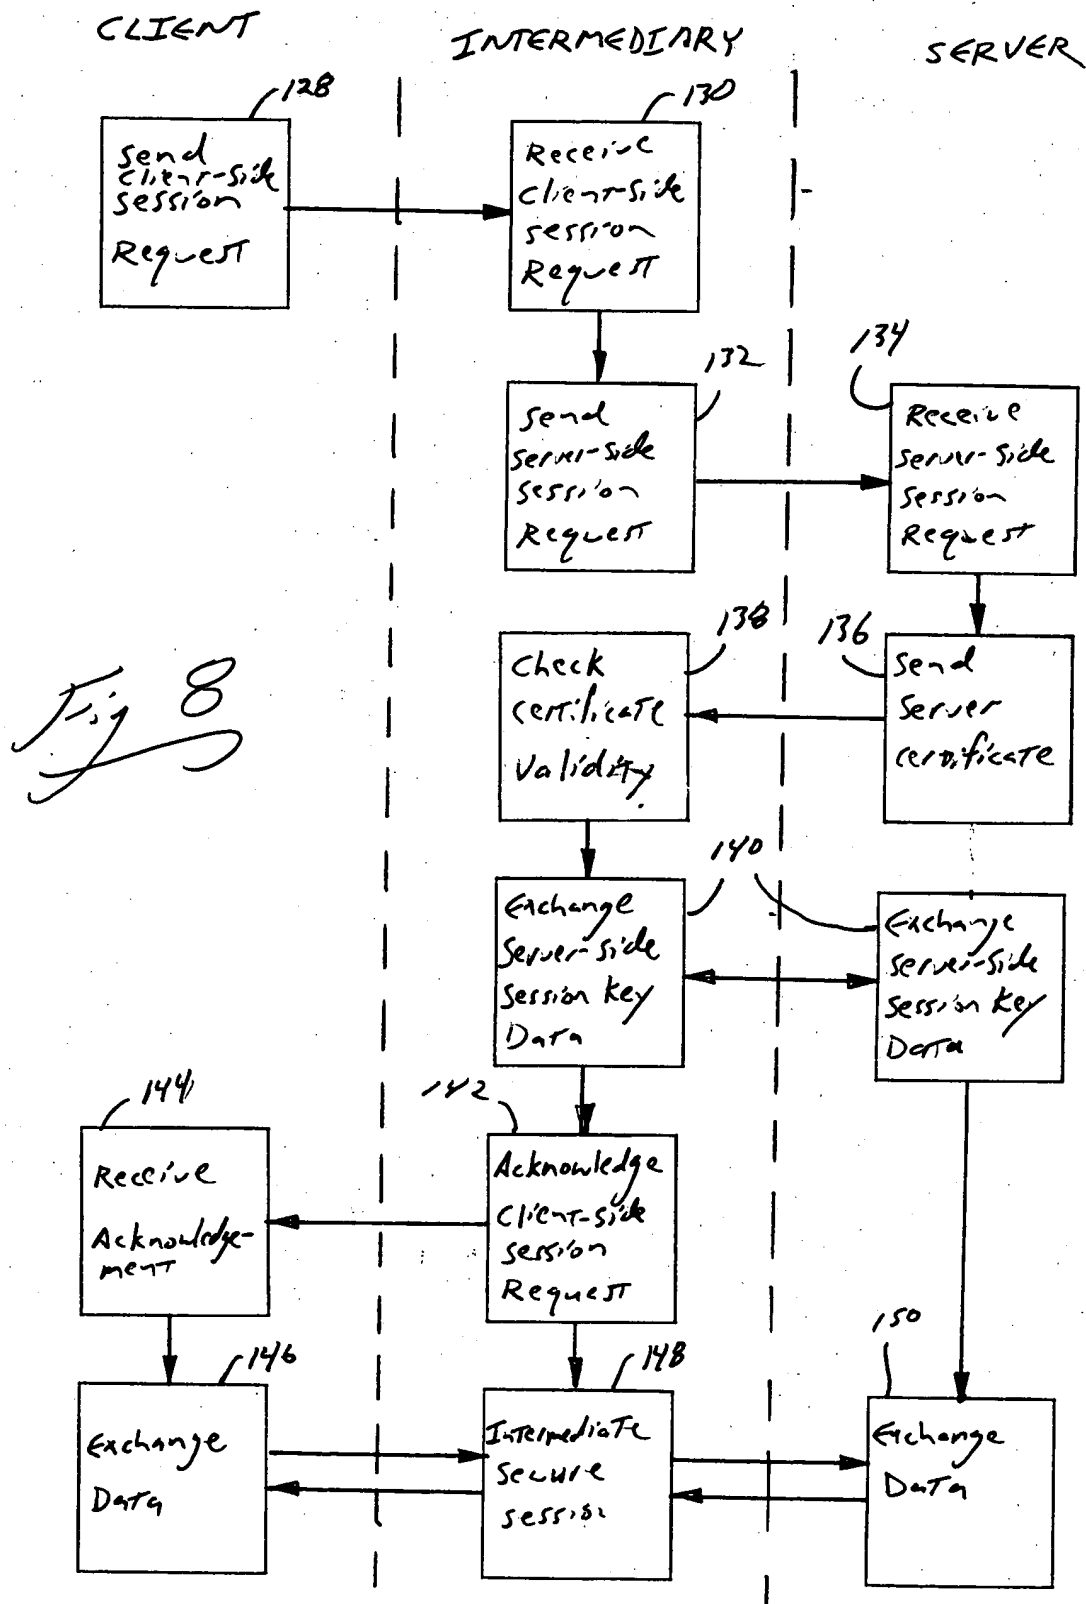 CLIENT
INTERMEDIARY
SERVER
128
Send
Client-side
session
Request
130
Receive
Client-side
session
Request
132
Send
server-side
session
Request
134
Receive
server-side
session
Request
136
Send
Server
certificate
138
Check
certificate
validity
Fig 8
140
Exchange
Server-side
Session key
Data
Exchange
server-side
session key
Data
142
Acknowledge
Client-side
session
Request
144
Receive
Acknowledge-
ment
146
Exchange
Data
148
Intermediate
secure
session
150
Exchange
Data